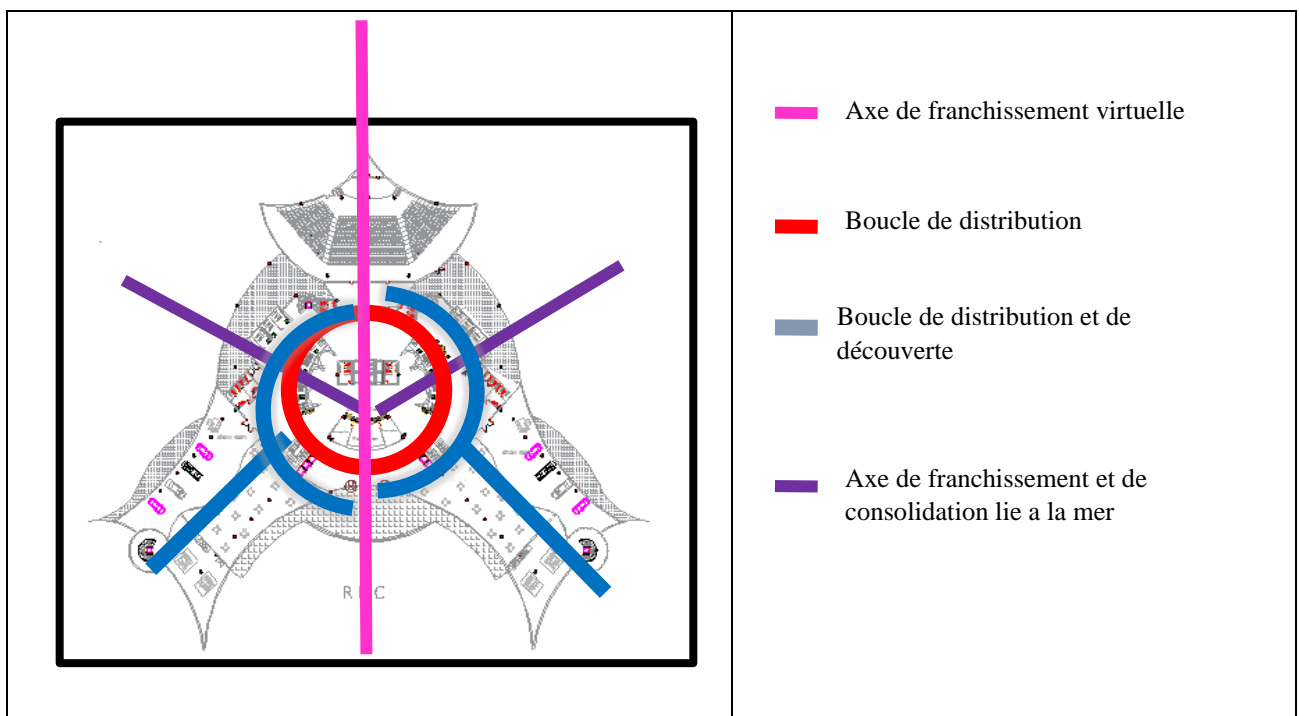 Axe de franchissement virtuelle
Boucle de distribution
Boucle de distribution et de
découverte
Axe de franchissement et de
consolidation lie a la mer